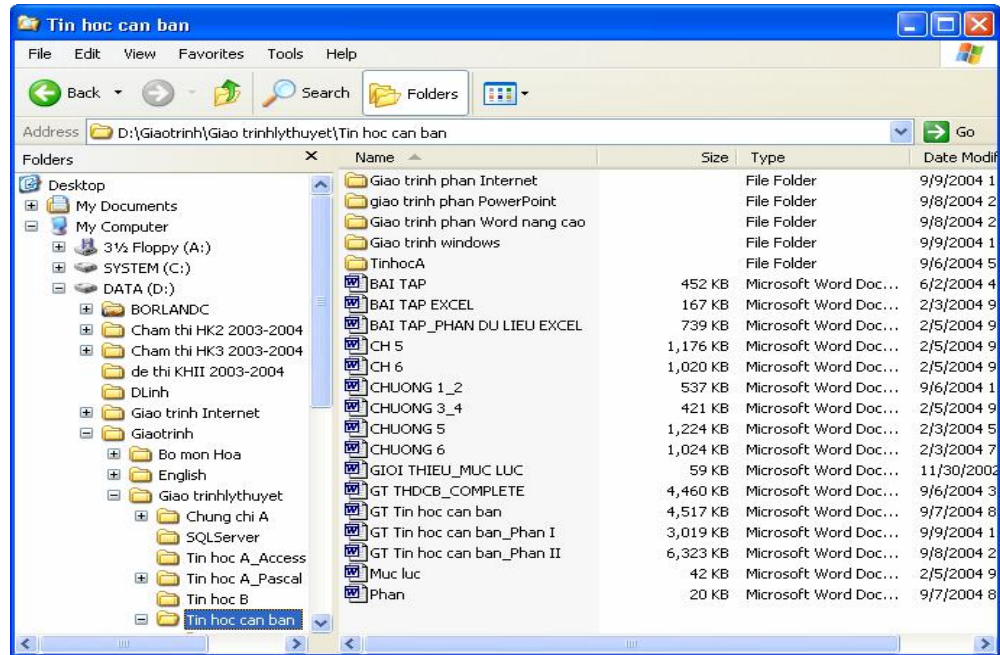 Tin hoc can ban
File Edit View Favorites Tools Help
Back Search Folders
Address D:\Giaotrinh\Giao trinhlythuyet\Tin hoc can ban Go
Folders
Desktop
My Documents
My Computer
3½ Floppy (A:)
SYSTEM (C:)
DATA (D:)
BORLANDC
Cham thi HK2 2003-2004
Cham thi HK3 2003-2004
de thi KHII 2003-2004
DLinh
Giao trinh Internet
Giaotrinh
Bo mon Hoa
English
Giao trinhlythuyet
Chung chi A
SQLServer
Tin hoc A_Access
Tin hoc A_Pascal
Tin hoc B
Tin hoc can ban
Name Size Type Date Modif
Giao trinh phan Internet File Folder 9/9/2004 1
giao trinh phan PowerPoint File Folder 9/8/2004 2
Giao trinh phan Word nang cao File Folder 9/8/2004 2
Giao trinh windows File Folder 9/9/2004 1
TinhocA File Folder 9/6/2004 5
BAI TAP 452 KB Microsoft Word Doc... 6/2/2004 4
BAI TAP EXCEL 167 KB Microsoft Word Doc... 2/3/2004 9
BAI TAP_PHAN DU LIEU EXCEL 739 KB Microsoft Word Doc... 2/5/2004 9
CH 5 1,176 KB Microsoft Word Doc... 2/5/2004 9
CH 6 1,020 KB Microsoft Word Doc... 2/5/2004 9
CHUONG 1_2 537 KB Microsoft Word Doc... 9/6/2004 1
CHUONG 3_4 421 KB Microsoft Word Doc... 2/5/2004 9
CHUONG 5 1,224 KB Microsoft Word Doc... 2/3/2004 5
CHUONG 6 1,024 KB Microsoft Word Doc... 2/3/2004 7
GIOI THIEU_MUC LUC 59 KB Microsoft Word Doc... 11/30/2002
GT THDCB_COMPLETE 4,460 KB Microsoft Word Doc... 9/6/2004 3
GT Tin hoc can ban 4,517 KB Microsoft Word Doc... 9/7/2004 8
GT Tin hoc can ban_Phan I 3,019 KB Microsoft Word Doc... 9/9/2004 1
GT Tin hoc can ban_Phan II 6,323 KB Microsoft Word Doc... 9/8/2004 2
Muc luc 42 KB Microsoft Word Doc... 2/5/2004 9
Phan 20 KB Microsoft Word Doc... 9/7/2004 8